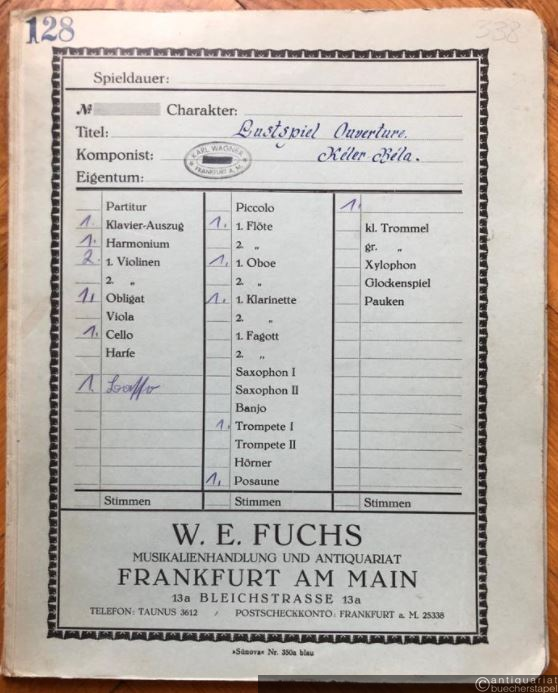 128
338
Spieldauer:
№ Charakter:
Titel: Lustspiel Ouverture.
Komponist: KARL WAGNER FRANKFURT A. M. Kéler Béla.
Eigentum:
Partitur
1. Klavier-Auszug
1. Harmonium
2. 1. Violinen
2. „
1. Obligat
Viola
1. Cello
Harfe
1. Basso
Stimmen
Piccolo
1. 1. Flöte
2. „
1. 1. Oboe
2. „
1. 1. Klarinette
2. „
1. Fagott
2. „
Saxophon I
Saxophon II
Banjo
1. Trompete I
Trompete II
Hörner
1. Posaune
Stimmen
1.
kl. Trommel
gr. „
Xylophon
Glockenspiel
Pauken
Stimmen
W. E. FUCHS
MUSIKALIENHANDLUNG UND ANTIQUARIAT
FRANKFURT AM MAIN
13a BLEICHSTRASSE 13a
TELEFON: TAUNUS 3612 / POSTSCHECKKONTO: FRANKFURT a. M. 25338
»Sünova« Nr. 350a blau
©antiquariat
buecherstapel